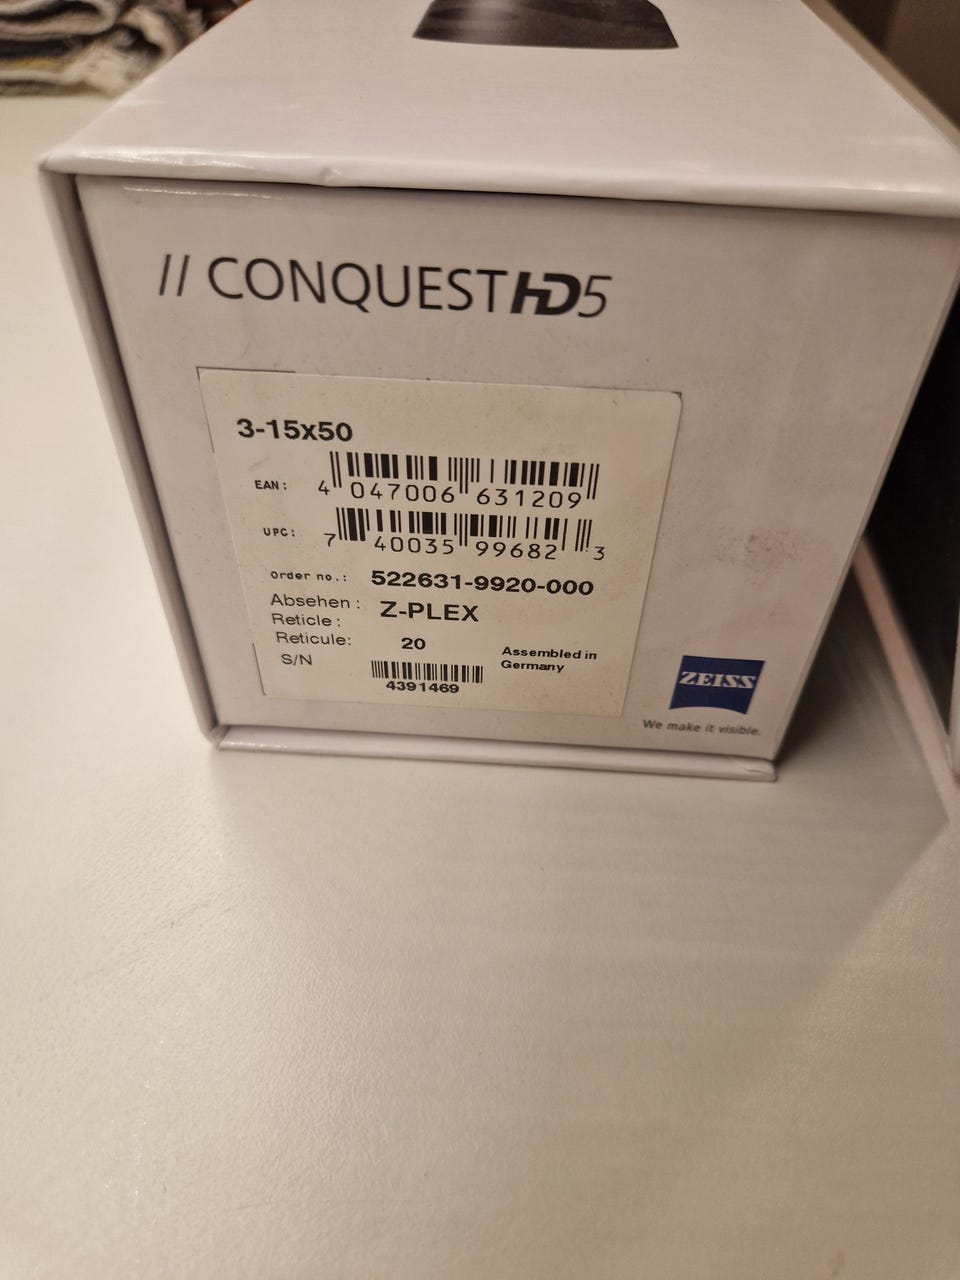 // CONQUEST HD5
3-15x50
EAN: 4 047006 631209
UPC: 7 40035 99682 3
Order no.: 522631-9920-000
Absehen: Z-PLEX
Reticle:
Reticule: 20
S/N 4391469
Assembled in
Germany
ZEISS
We make it visible.